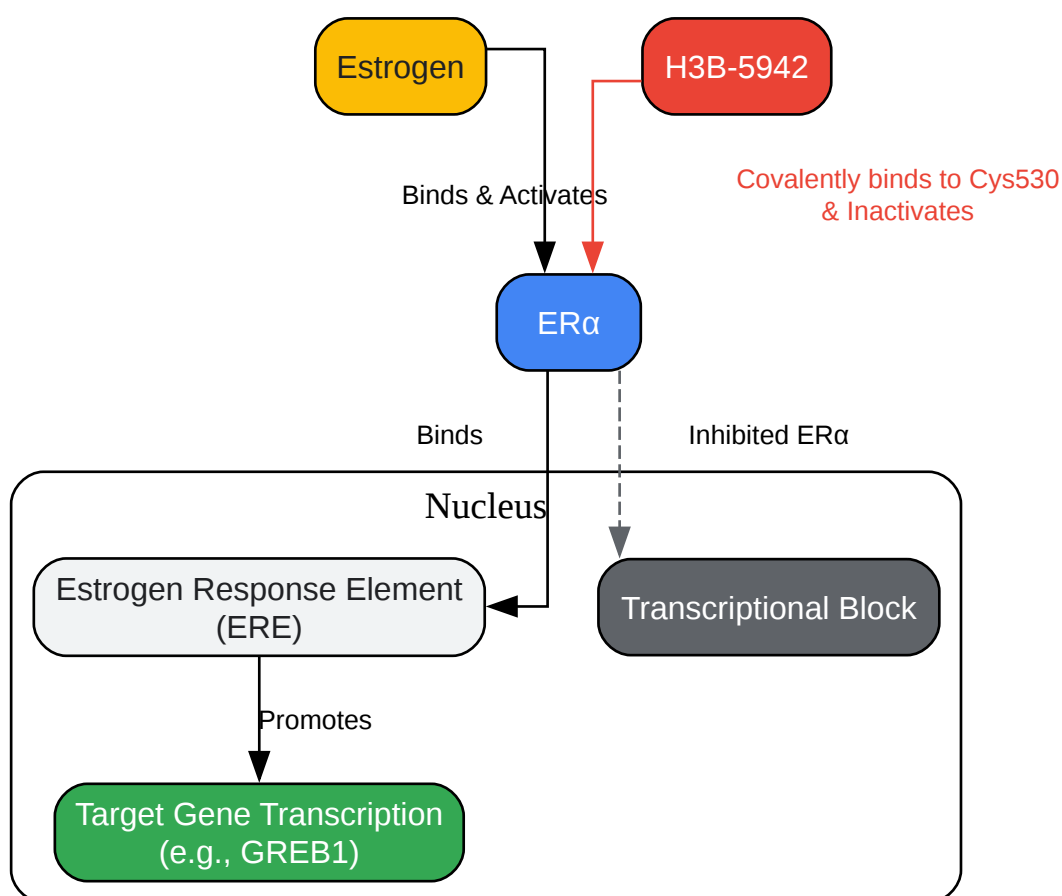 Estrogen
H3B-5942
Binds & Activates
Covalently binds to Cys530
& Inactivates
ERα
Binds
Inhibited ERα
Nucleus
Estrogen Response Element
(ERE)
Transcriptional Block
Promotes
Target Gene Transcription
(e.g., GREB1)